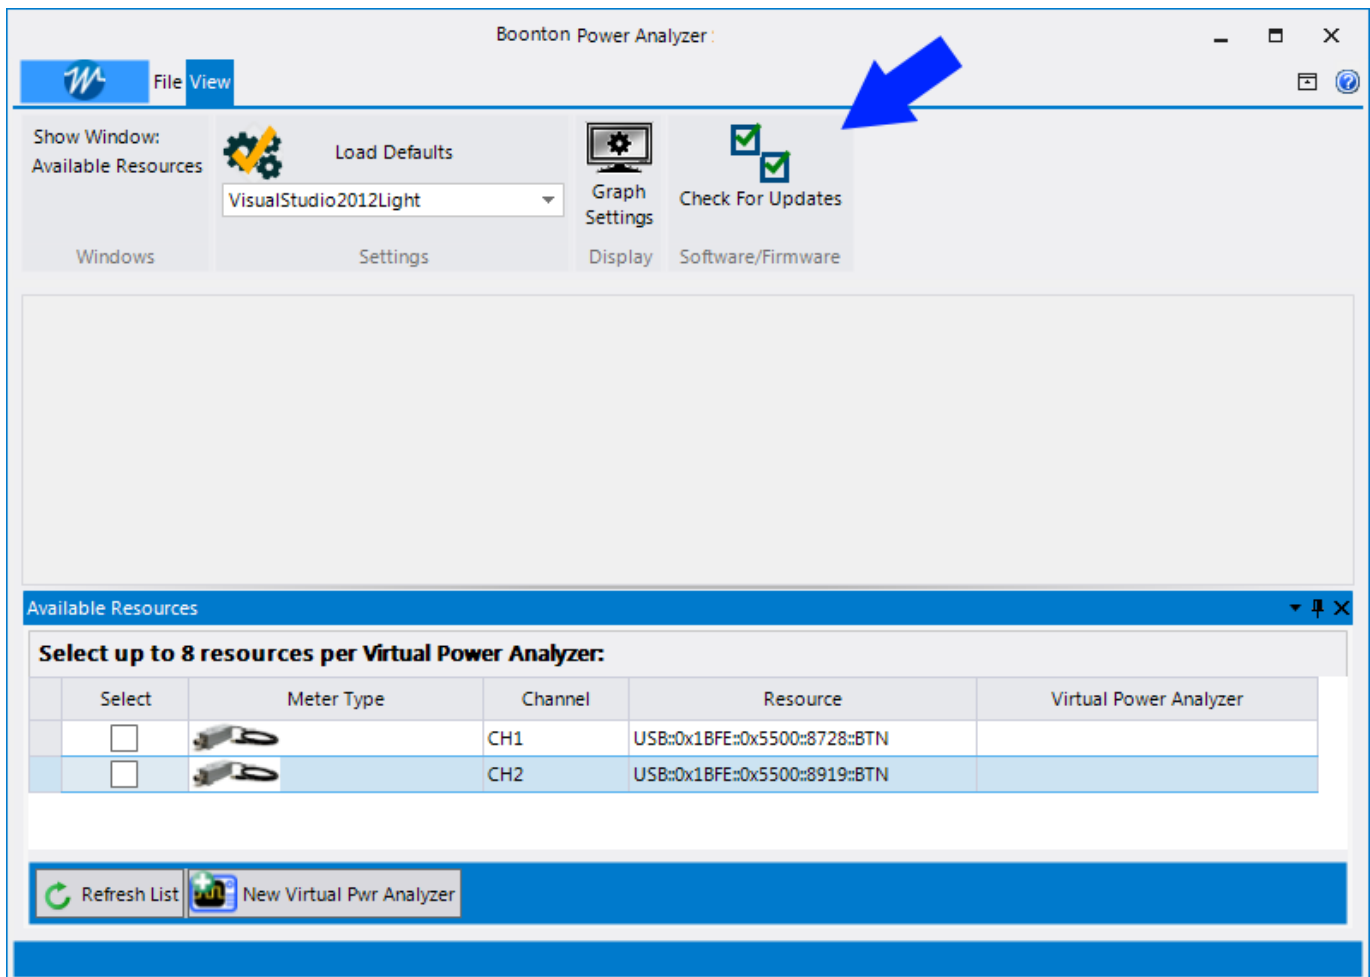 Boonton Power Analyzer
File View
Show Window:
Available Resources
Load Defaults
VisualStudio2012Light
Graph
Settings
Check For Updates
Windows
Settings
Display
Software/Firmware
Available Resources
Select up to 8 resources per Virtual Power Analyzer:
Select Meter Type Channel Resource Virtual Power Analyzer
CH1 USB::0x1BFE::0x5500::8728::BTN
CH2 USB::0x1BFE::0x5500::8919::BTN
Refresh List New Virtual Pwr Analyzer